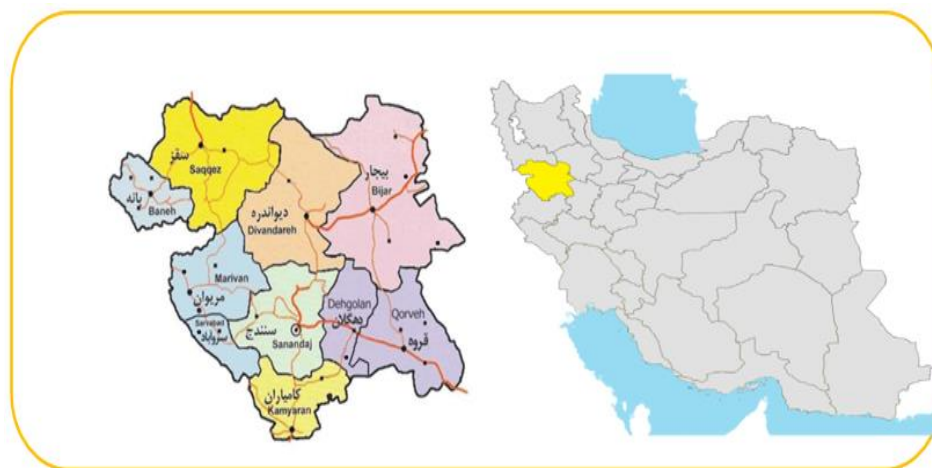 سقز
Saqqez
بانه
Baneh
دیواندره
Divandareh
بیجار
Bijar
Marivan
مریوان
Sarvabad
سروآباد
سنندج
Sanandaj
Dehgolan
دهگلان
Qorveh
قروه
کامیاران
Kamyaran